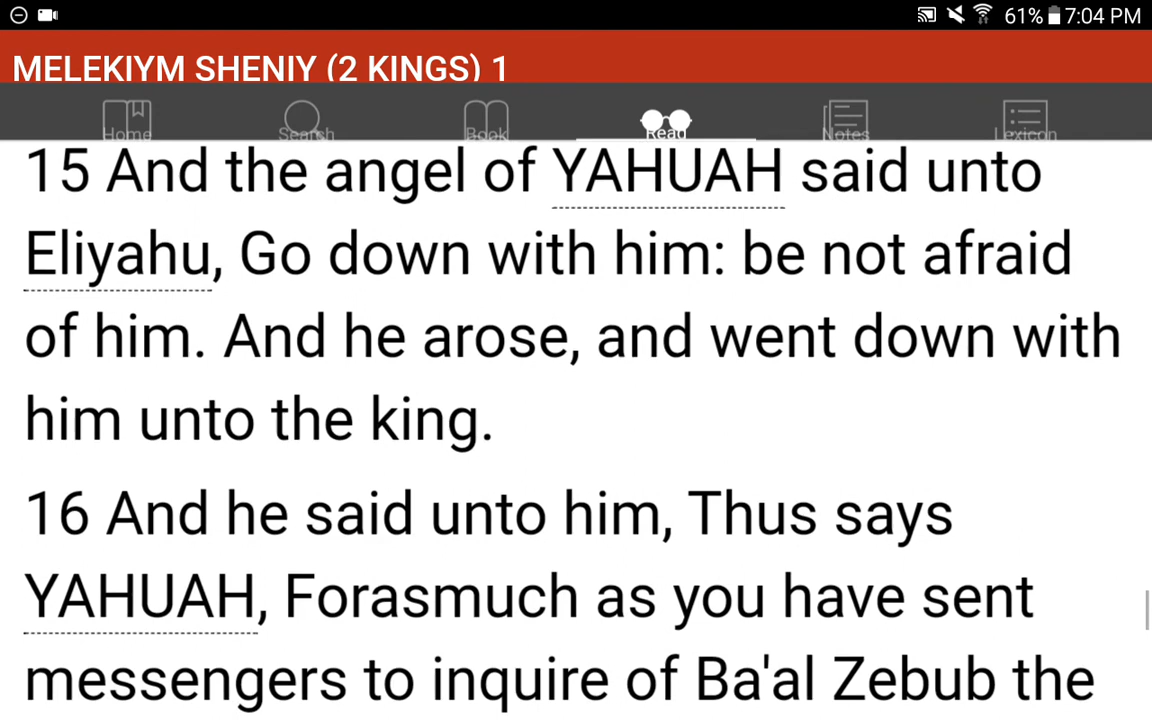 61% 7:04 PM
MELEKIYM SHENIY (2 KINGS) 1
Home Search Book Read Notes Lexicon
15 And the angel of YAHUAH said unto
Eliyahu, Go down with him: be not afraid
of him. And he arose, and went down with
him unto the king.
16 And he said unto him, Thus says
YAHUAH, Forasmuch as you have sent
messengers to inquire of Ba'al Zebub the